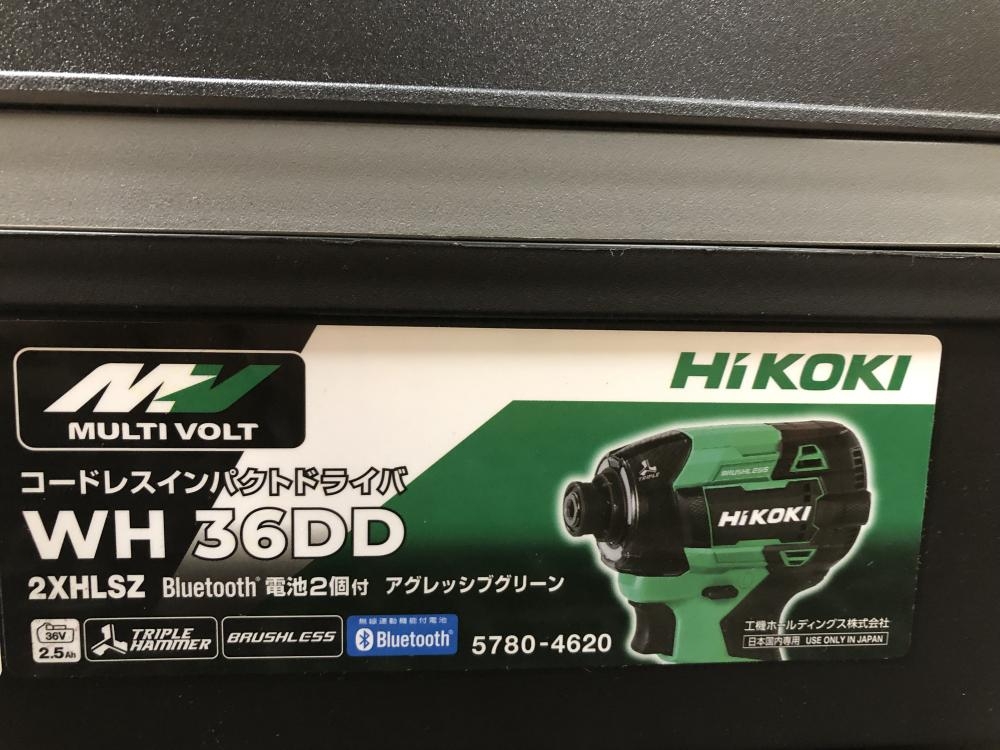 MV
MULTI VOLT
HiKOKI
コードレスインパクトドライバ
WH 36DD
2XHLSZ Bluetooth® 電池2個付 アグレッシブグリーン
36V
2.5Ah
TRIPLE
HAMMER
BRUSHLESS
無線連動機能付電池
Bluetooth®
5780-4620
TRIPLE
BRUSHLESS
HiKOKI
工機ホールディングス株式会社
日本国内専用 USE ONLY IN JAPAN